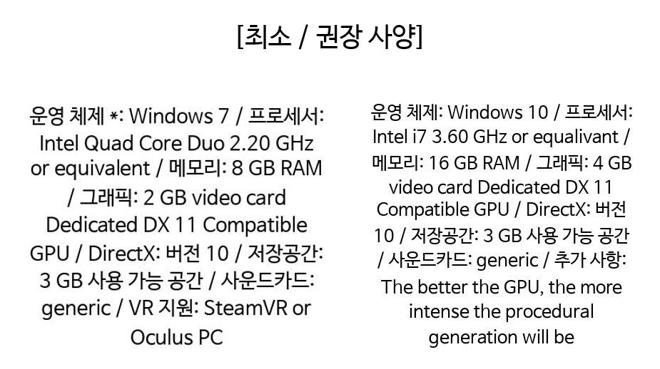 [최소 / 권장 사양]
운영 체제 *: Windows 7 / 프로세서:
Intel Quad Core Duo 2.20 GHz
or equivalent / 메모리: 8 GB RAM
/ 그래픽: 2 GB video card
Dedicated DX 11 Compatible
GPU / DirectX: 버전 10 / 저장공간:
3 GB 사용 가능 공간 / 사운드카드:
generic / VR 지원: SteamVR or
Oculus PC
운영 체제: Windows 10 / 프로세서:
Intel i7 3.60 GHz or equalivant /
메모리: 16 GB RAM / 그래픽: 4 GB
video card Dedicated DX 11
Compatible GPU / DirectX: 버전
10 / 저장공간: 3 GB 사용 가능 공간
/ 사운드카드: generic / 추가 사항:
The better the GPU, the more
intense the procedural
generation will be